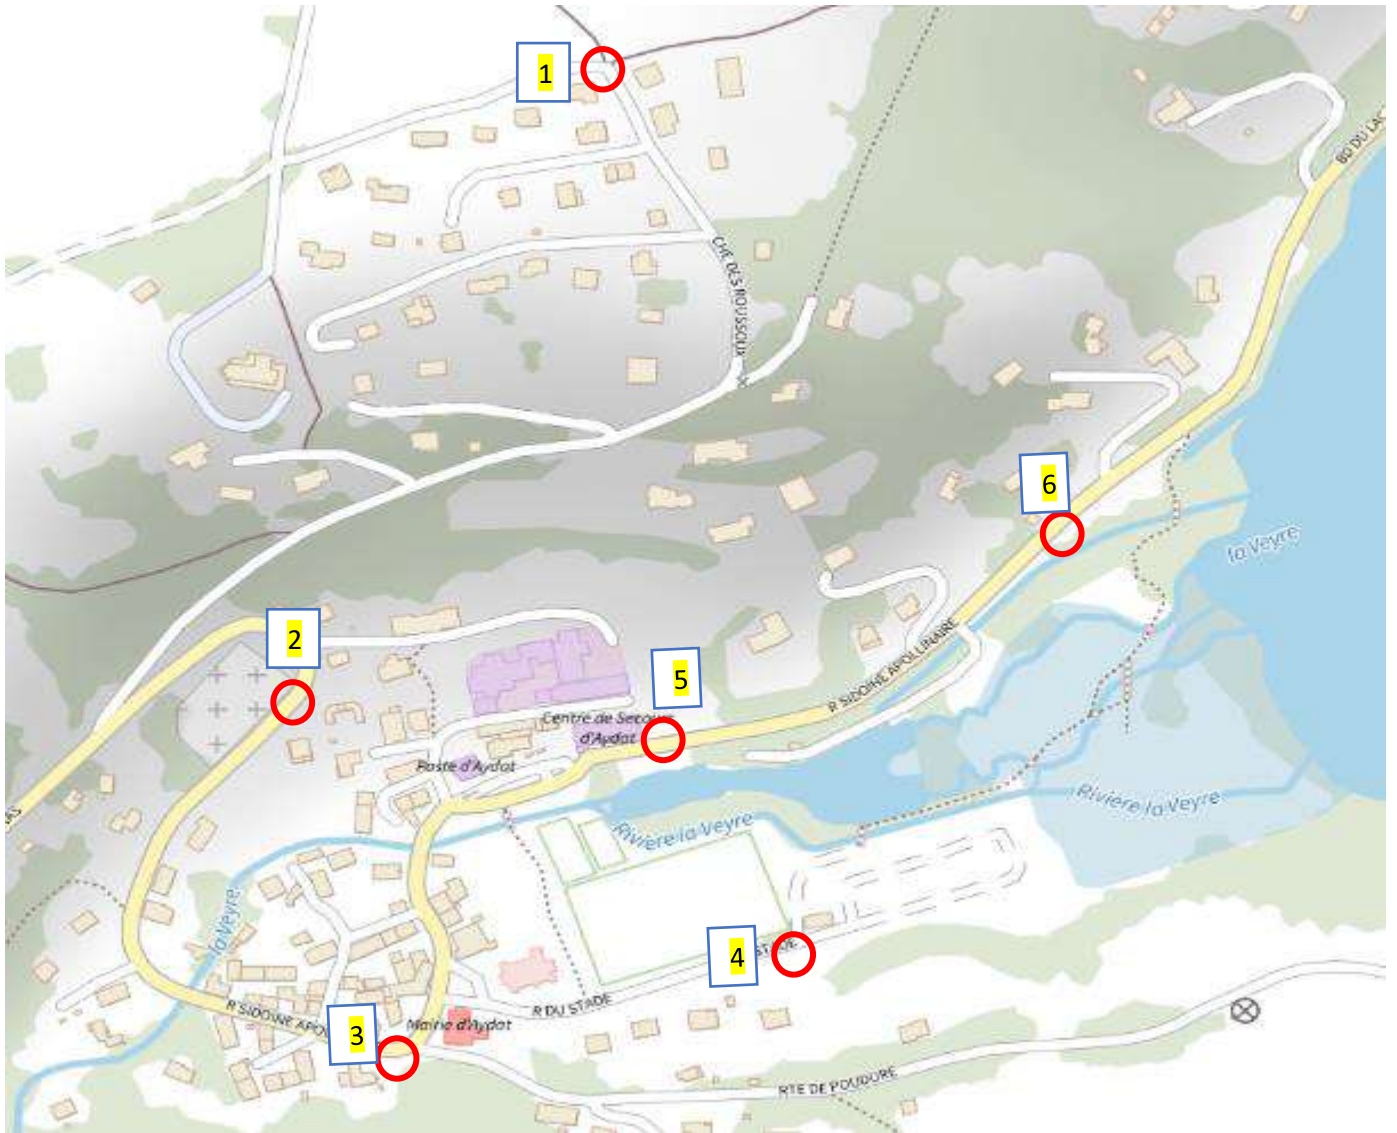 1
BD DU LAC
CHE DES ROUSSOUX
6
la Veyre
2
5
R SIDOINE APOLLINAIRE
Centre de Secours
d'Aydat
Poste d'Aydat
Rivière la Veyre
Rivière la Veyre
la Veyre
4
STADE
R DU STADE
R SIDOINE APO
3
Mairie d'Aydat
RTE DE POUDURE